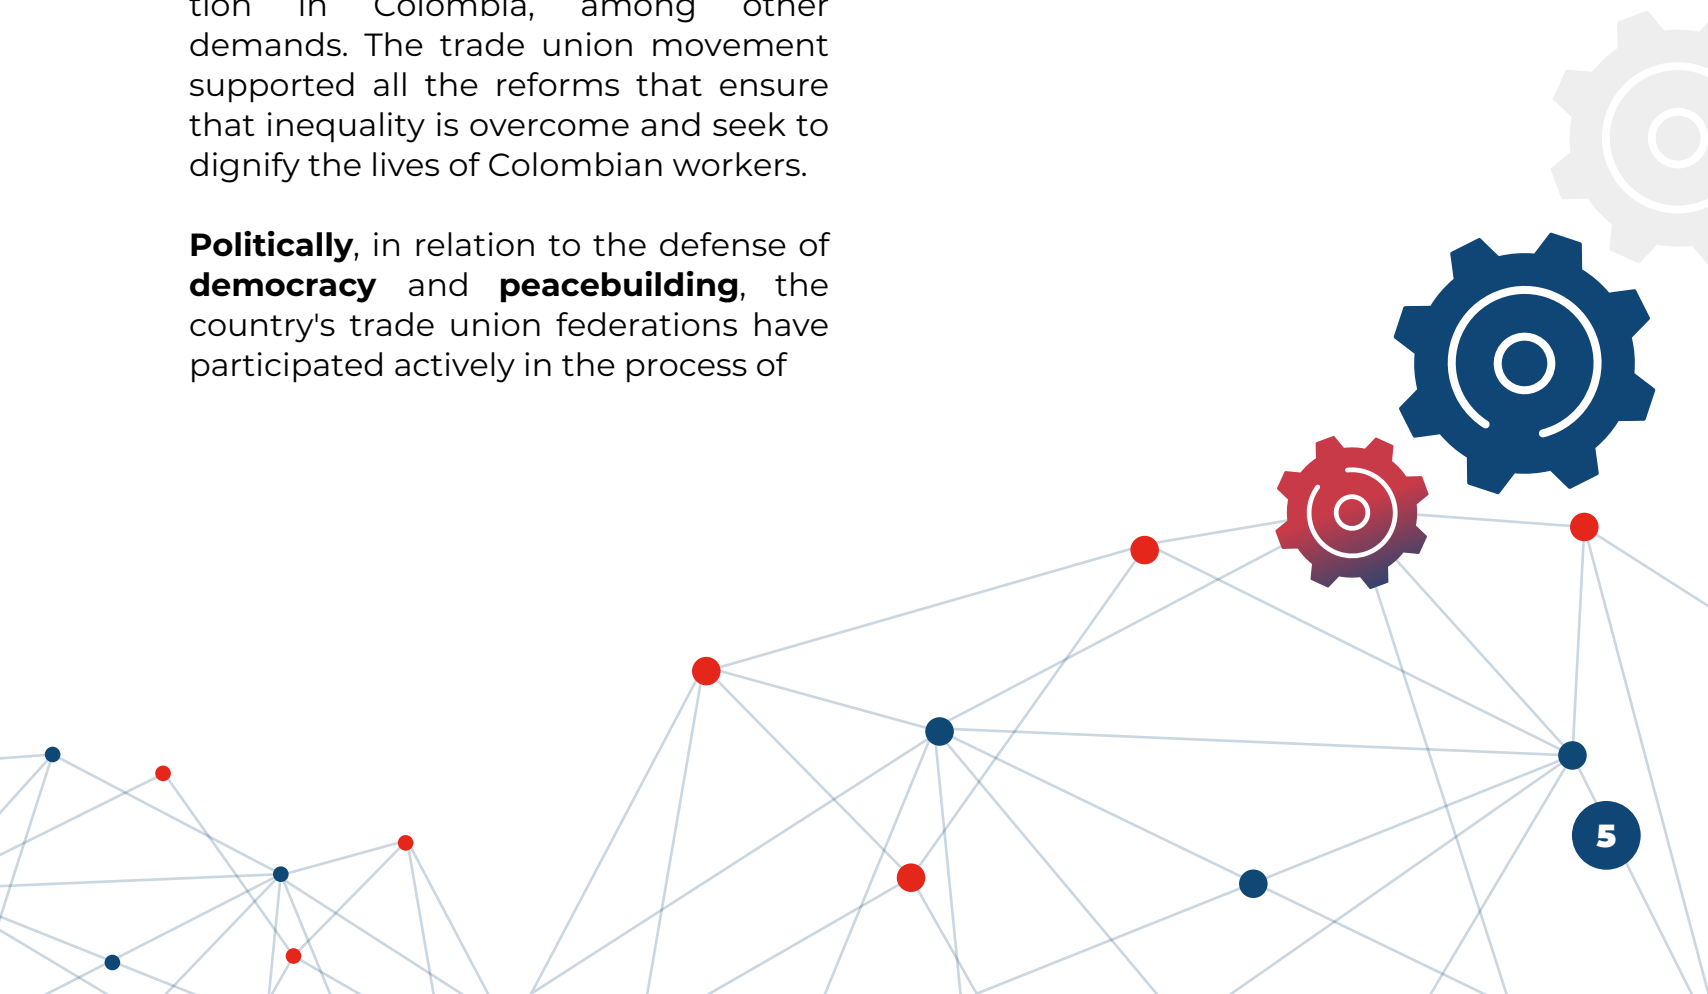 tion in Colombia, among other
demands. The trade union movement
supported all the reforms that ensure
that inequality is overcome and seek to
dignify the lives of Colombian workers.
Politically, in relation to the defense of
democracy and peacebuilding, the
country's trade union federations have
participated actively in the process of
5